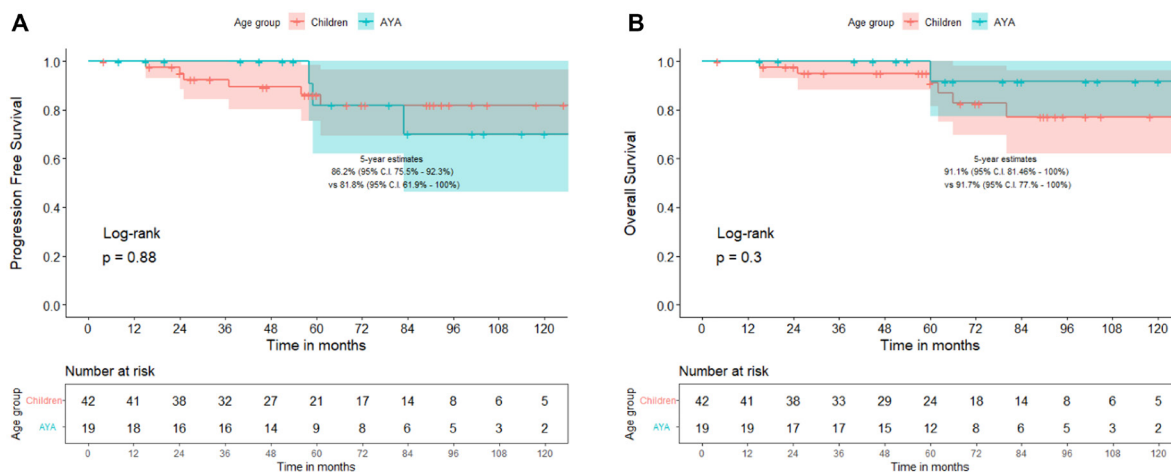 A
Age group Children AYA
1.0
0.8
0.6
0.4
0.2
0.0
Progression Free Survival
5-year estimates
86.2% (95% C.I. 75.5% - 92.3%)
vs 81.8% (95% C.I. 61.9% - 100%)
Log-rank
p = 0.88
0 12 24 36 48 60 72 84 96 108 120
Time in months
Number at risk
Age group
Children 42 41 38 32 27 21 17 14 8 6 5
AYA 19 18 16 16 14 9 8 6 5 3 2
0 12 24 36 48 60 72 84 96 108 120
Time in months
B
Age group Children AYA
1.0
0.8
0.6
0.4
0.2
0.0
Overall Survival
5-year estimates
91.1% (95% C.I. 81.46% - 100%)
vs 91.7% (95% C.I. 77.% - 100%)
Log-rank
p = 0.3
0 12 24 36 48 60 72 84 96 108 120
Time in months
Number at risk
Age group
Children 42 41 38 33 29 24 18 14 8 6 5
AYA 19 19 17 17 15 12 8 6 5 3 2
0 12 24 36 48 60 72 84 96 108 120
Time in months